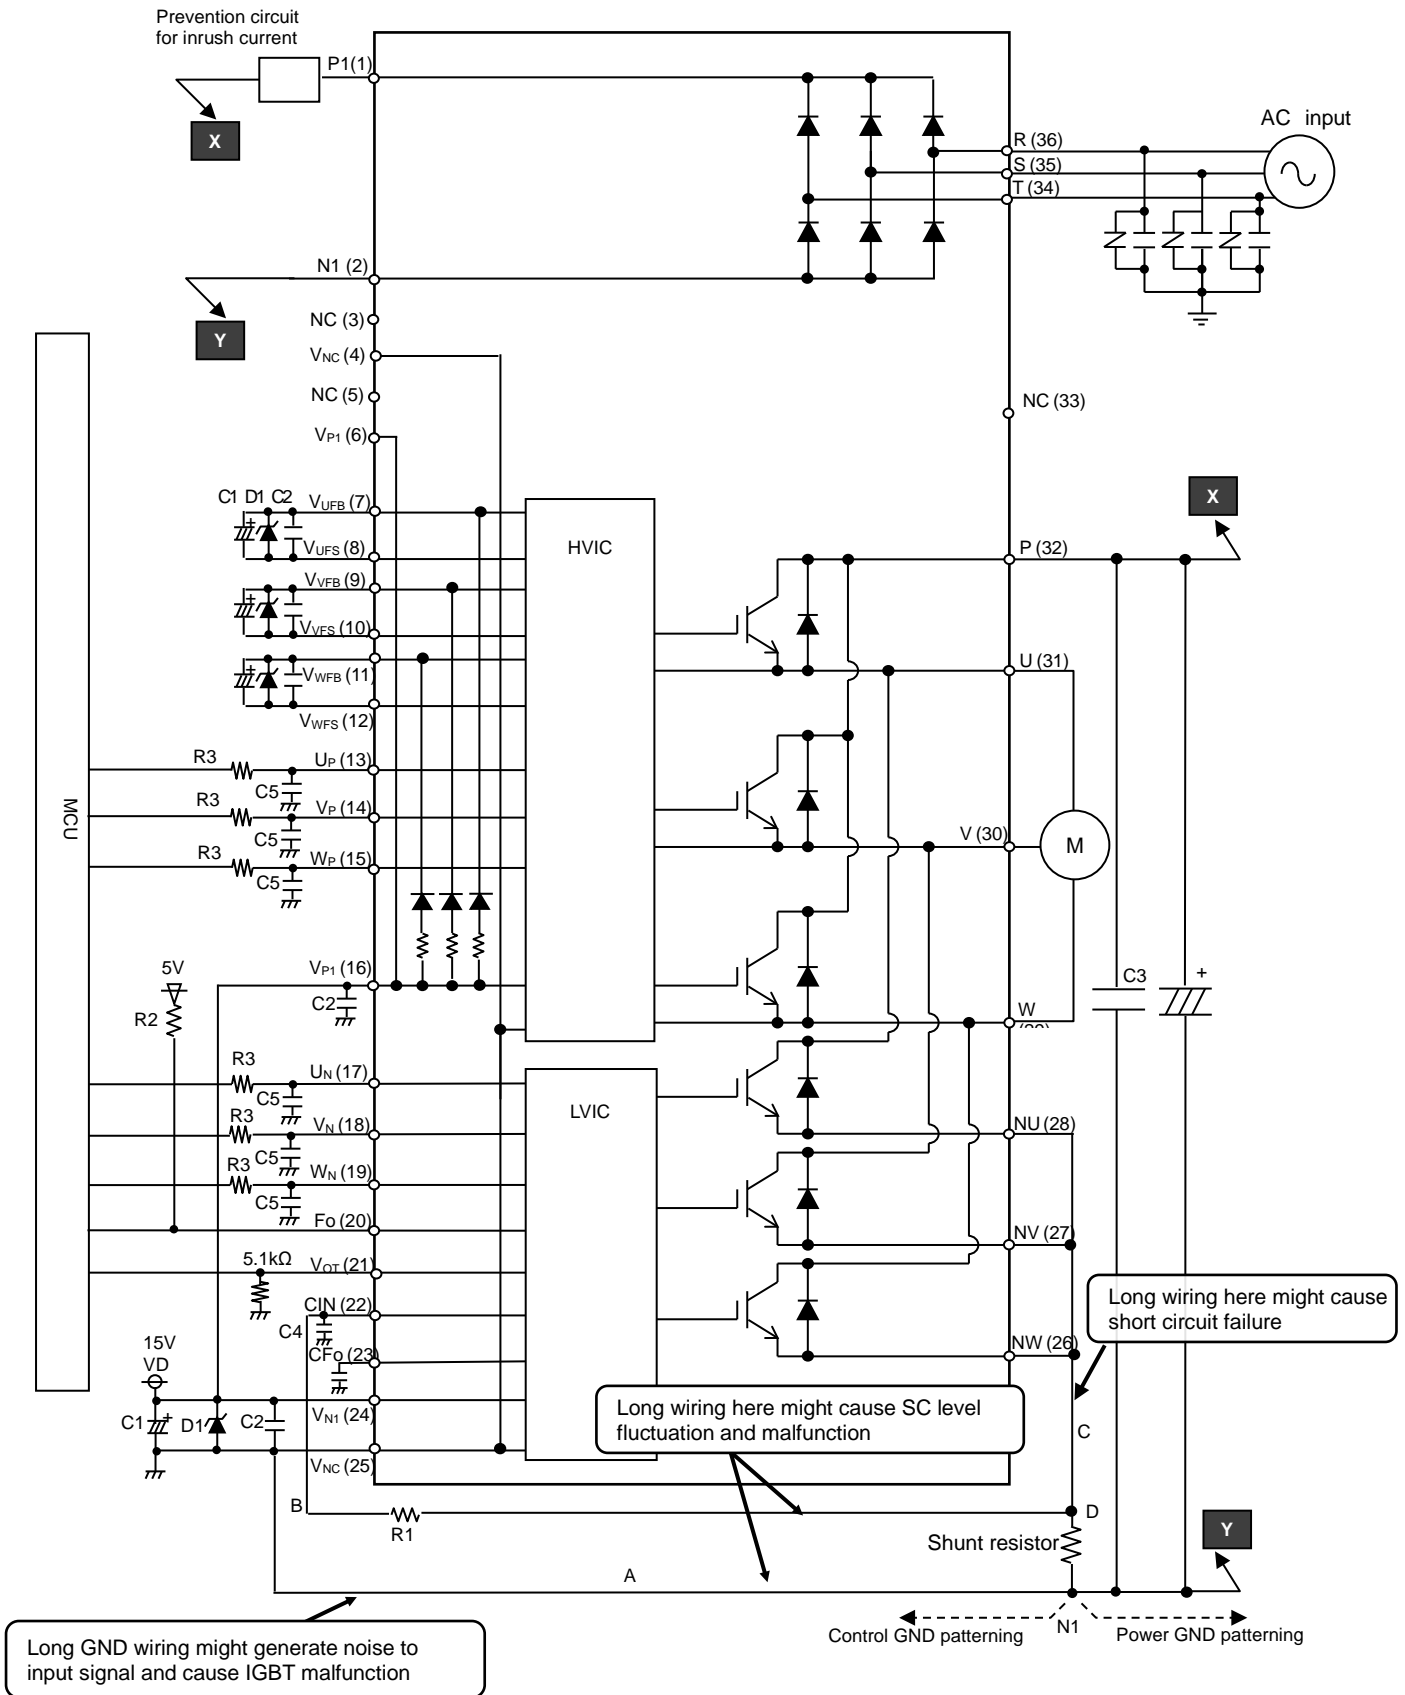 Prevention circuit
for inrush current
P1(1)
X
AC input
R (36)
S (35)
T (34)
N1 (2)
Y
NC (3)
VNC (4)
NC (5)
VP1 (6)
NC (33)
X
C1 D1 C2
VUFB (7)
VUFS (8)
VVFB (9)
VVFS (10)
VWFB (11)
VWFS (12)
HVIC
P (32)
U (31)
R3
UP (13)
C5
R3
VP (14)
C5
R3
WP (15)
C5
MCU
V (30)
M
5V
R2
VP1 (16)
C2
C3
+
W
R3
UN (17)
C5
R3
VN (18)
C5
R3
WN (19)
C5
LVIC
NU (28)
Fo (20)
NV (27)
5.1kΩ
VOT (21)
CIN (22)
C4
CFo (23)
NW (26)
Long wiring here might cause
short circuit failure
15V
VD
C1
+
D1
C2
VN1 (24)
VNC (25)
Long wiring here might cause SC level
fluctuation and malfunction
C
B
R1
D
Shunt resistor
Y
A
N1
Control GND patterning
Power GND patterning
Long GND wiring might generate noise to
input signal and cause IGBT malfunction